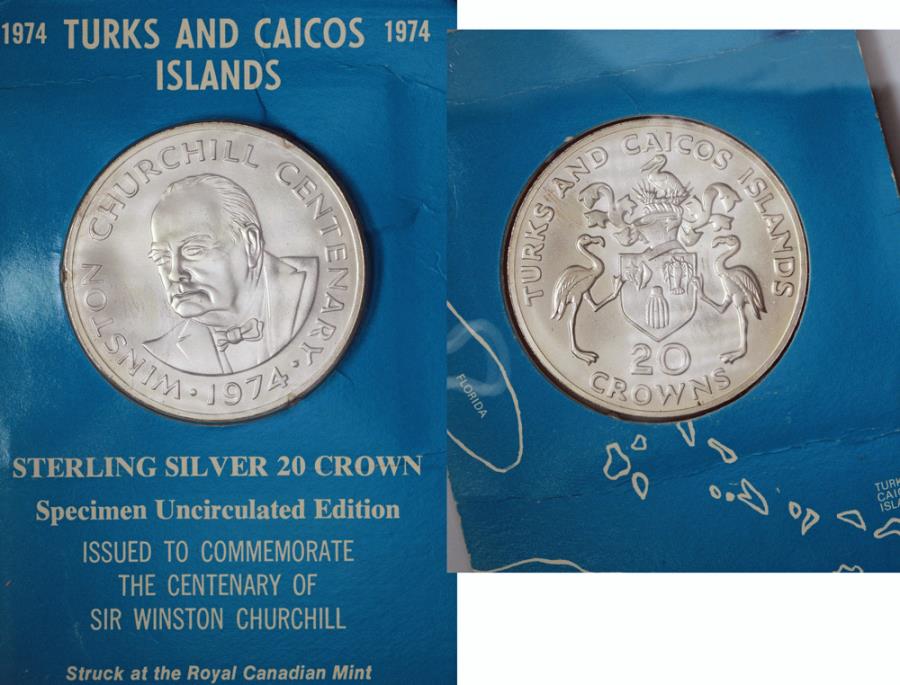 1974 TURKS AND CAICOS 1974
ISLANDS
WINSTON CHURCHILL CENTENARY
· 1974 ·
STERLING SILVER 20 CROWN
Specimen Uncirculated Edition
ISSUED TO COMMEMORATE
THE CENTENARY OF
SIR WINSTON CHURCHILL
Struck at the Royal Canadian Mint
TURKS AND CAICOS ISLANDS
20
CROWNS
FLORIDA